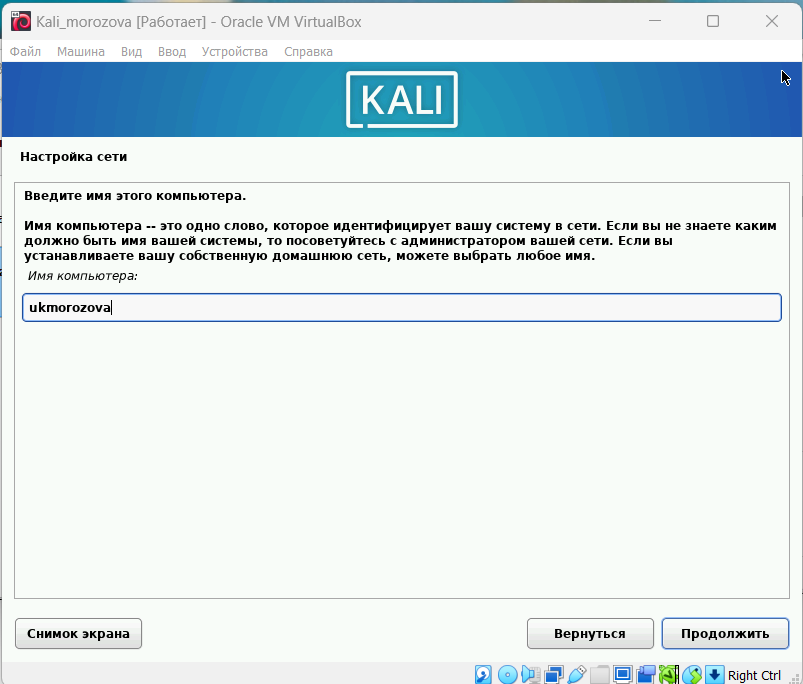 Kali_morozova [Работает] - Oracle VM VirtualBox
Файл Машина Вид Ввод Устройства Справка
KALI
Настройка сети
Введите имя этого компьютера.
Имя компьютера -- это одно слово, которое идентифицирует вашу систему в сети. Если вы не знаете каким
должно быть имя вашей системы, то посоветуйтесь с администратором вашей сети. Если вы
устанавливаете вашу собственную домашнюю сеть, можете выбрать любое имя.
Имя компьютера:
ukmorozova
Снимок экрана Вернуться Продолжить
Right Ctrl